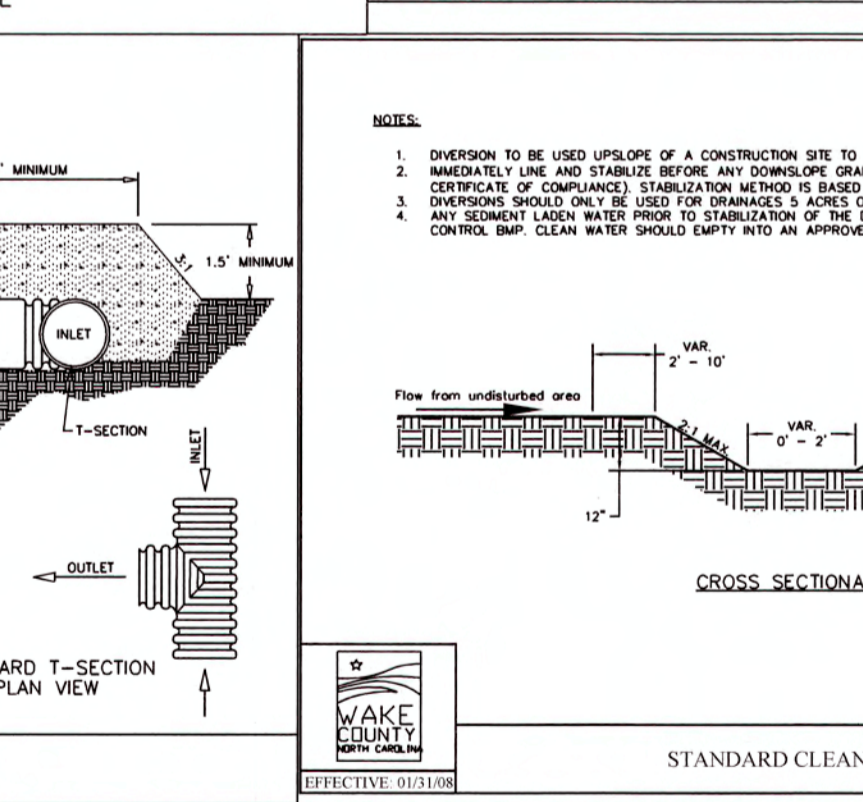 ' MINIMUM
3:1
1.5' MINIMUM
INLET
T-SECTION
INLET
OUTLET
ARD T-SECTION
PLAN VIEW
NOTES:
1. DIVERSION TO BE USED UPSLOPE OF A CONSTRUCTION SITE TO
2. IMMEDIATELY LINE AND STABILIZE BEFORE ANY DOWNSLOPE GRA
CERTIFICATE OF COMPLIANCE). STABILIZATION METHOD IS BASED
3. DIVERSIONS SHOULD ONLY BE USED FOR DRAINAGES 5 ACRES O
4. ANY SEDIMENT LADEN WATER PRIOR TO STABILIZATION OF THE D
CONTROL BMP. CLEAN WATER SHOULD EMPTY INTO AN APPROVE
VAR.
2' - 10'
Flow from undisturbed area
2:1 MAX
VAR.
0' - 2'
12"
CROSS SECTIONA
WAKE
COUNTY
NORTH CAROLINA
EFFECTIVE: 01/31/08
STANDARD CLEAN